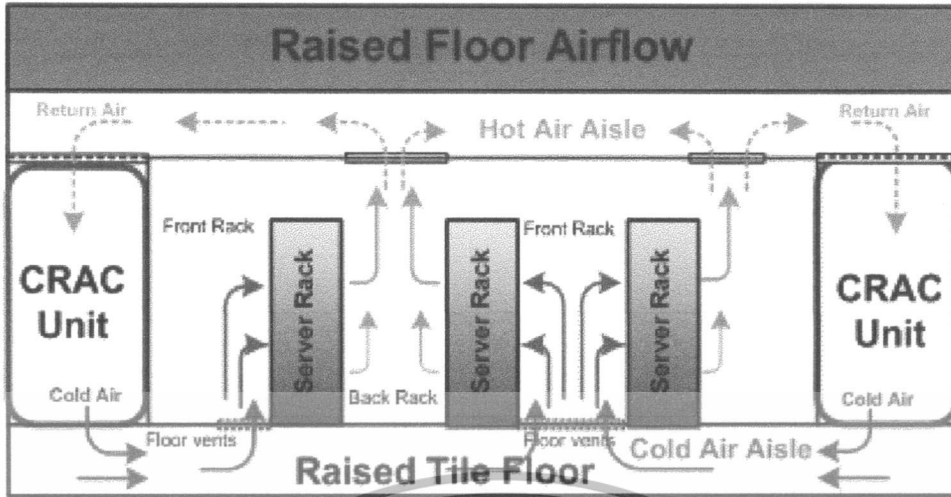 Raised Floor Airflow
Return Air
Hot Air Aisle
Return Air
Front Rack
Front Rack
CRAC
Unit
Server Rack
Server Rack
Server Rack
CRAC
Unit
Cold Air
Back Rack
Cold Air
Floor vents
Floor vents
Cold Air Aisle
Raised Tile Floor